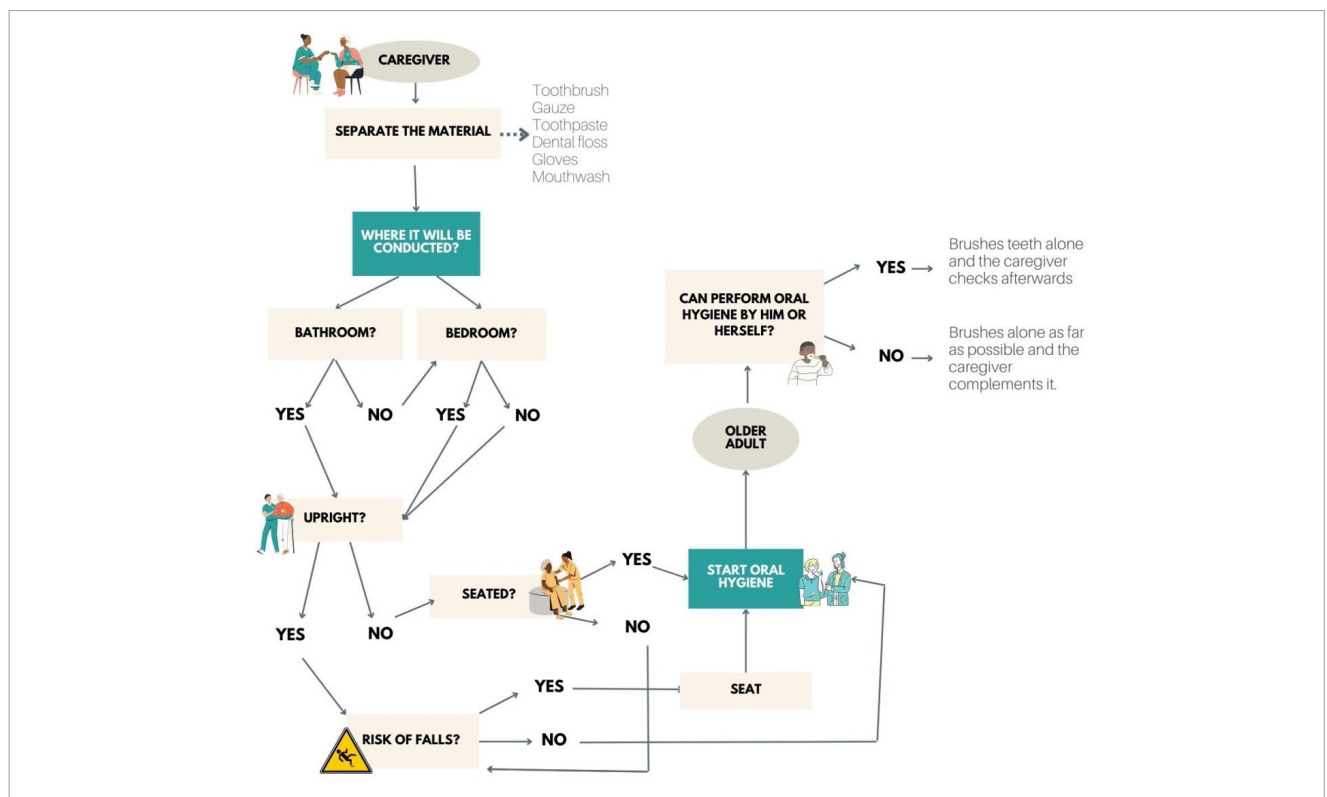 CAREGIVER
SEPARATE THE MATERIAL
Toothbrush
Gauze
Toothpaste
Dental floss
Gloves
Mouthwash
WHERE IT WILL BE
CONDUCTED?
BATHROOM?
BEDROOM?
YES
NO
YES
NO
UPRIGHT?
YES
NO
SEATED?
YES
NO
RISK OF FALLS?
YES
NO
SEAT
START ORAL
HYGIENE
OLDER
ADULT
CAN PERFORM ORAL
HYGIENE BY HIM OR
HERSELF?
YES
Brushes teeth alone
and the caregiver
checks afterwards
NO
Brushes alone as far
as possible and the
caregiver
complements it.